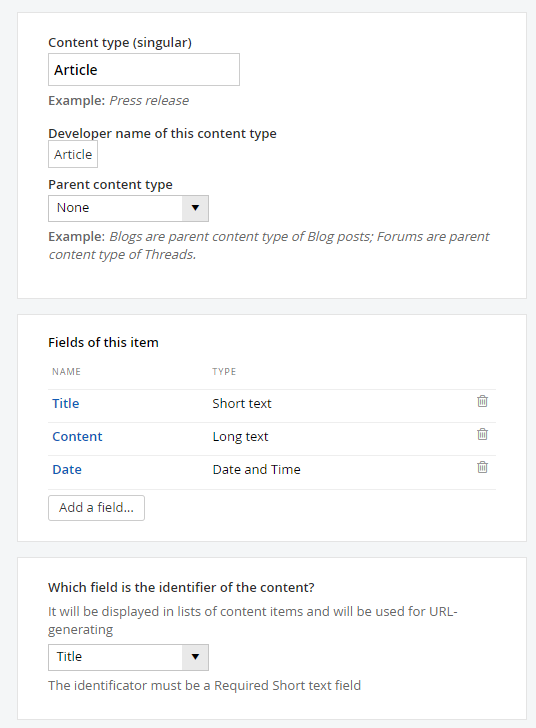 Content type (singular)
Article
Example: Press release
Developer name of this content type
Article
Parent content type
None
Example: Blogs are parent content type of Blog posts; Forums are parent
content type of Threads.
Fields of this item
NAME TYPE
Title Short text
Content Long text
Date Date and Time
Add a field...
Which field is the identifier of the content?
It will be displayed in lists of content items and will be used for URL-
generating
Title
The identificator must be a Required Short text field